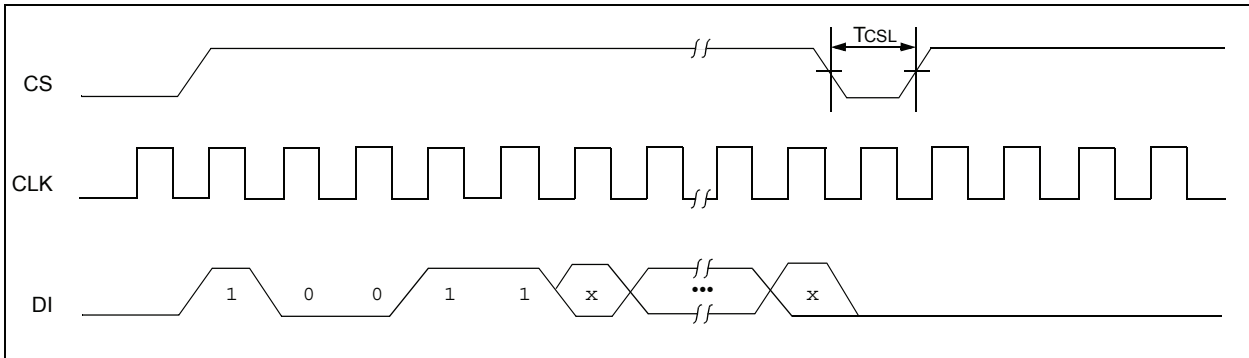 TCSL
CS
CLK
DI
1 0 0 1 1 x ••• x